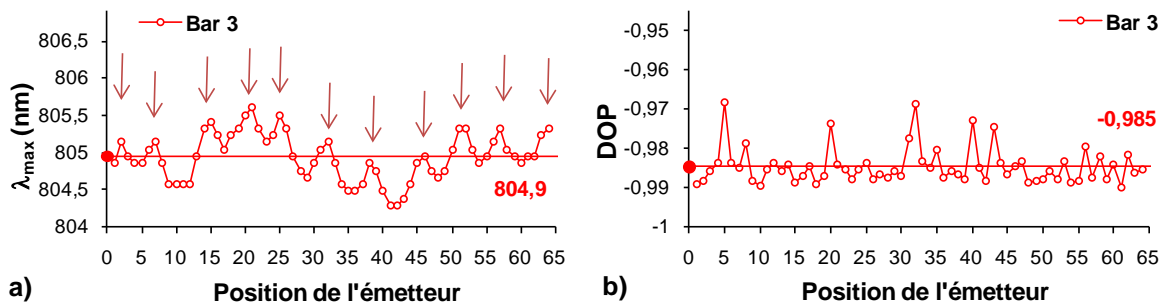 Bar 3
806,5
806
805,5
805
804,5
804
λmax (nm)
804,9
0 5 10 15 20 25 30 35 40 45 50 55 60 65
Position de l'émetteur
a)
Bar 3
-0,95
-0,96
-0,97
-0,98
-0,99
-1
DOP
-0,985
0 5 10 15 20 25 30 35 40 45 50 55 60 65
Position de l'émetteur
b)